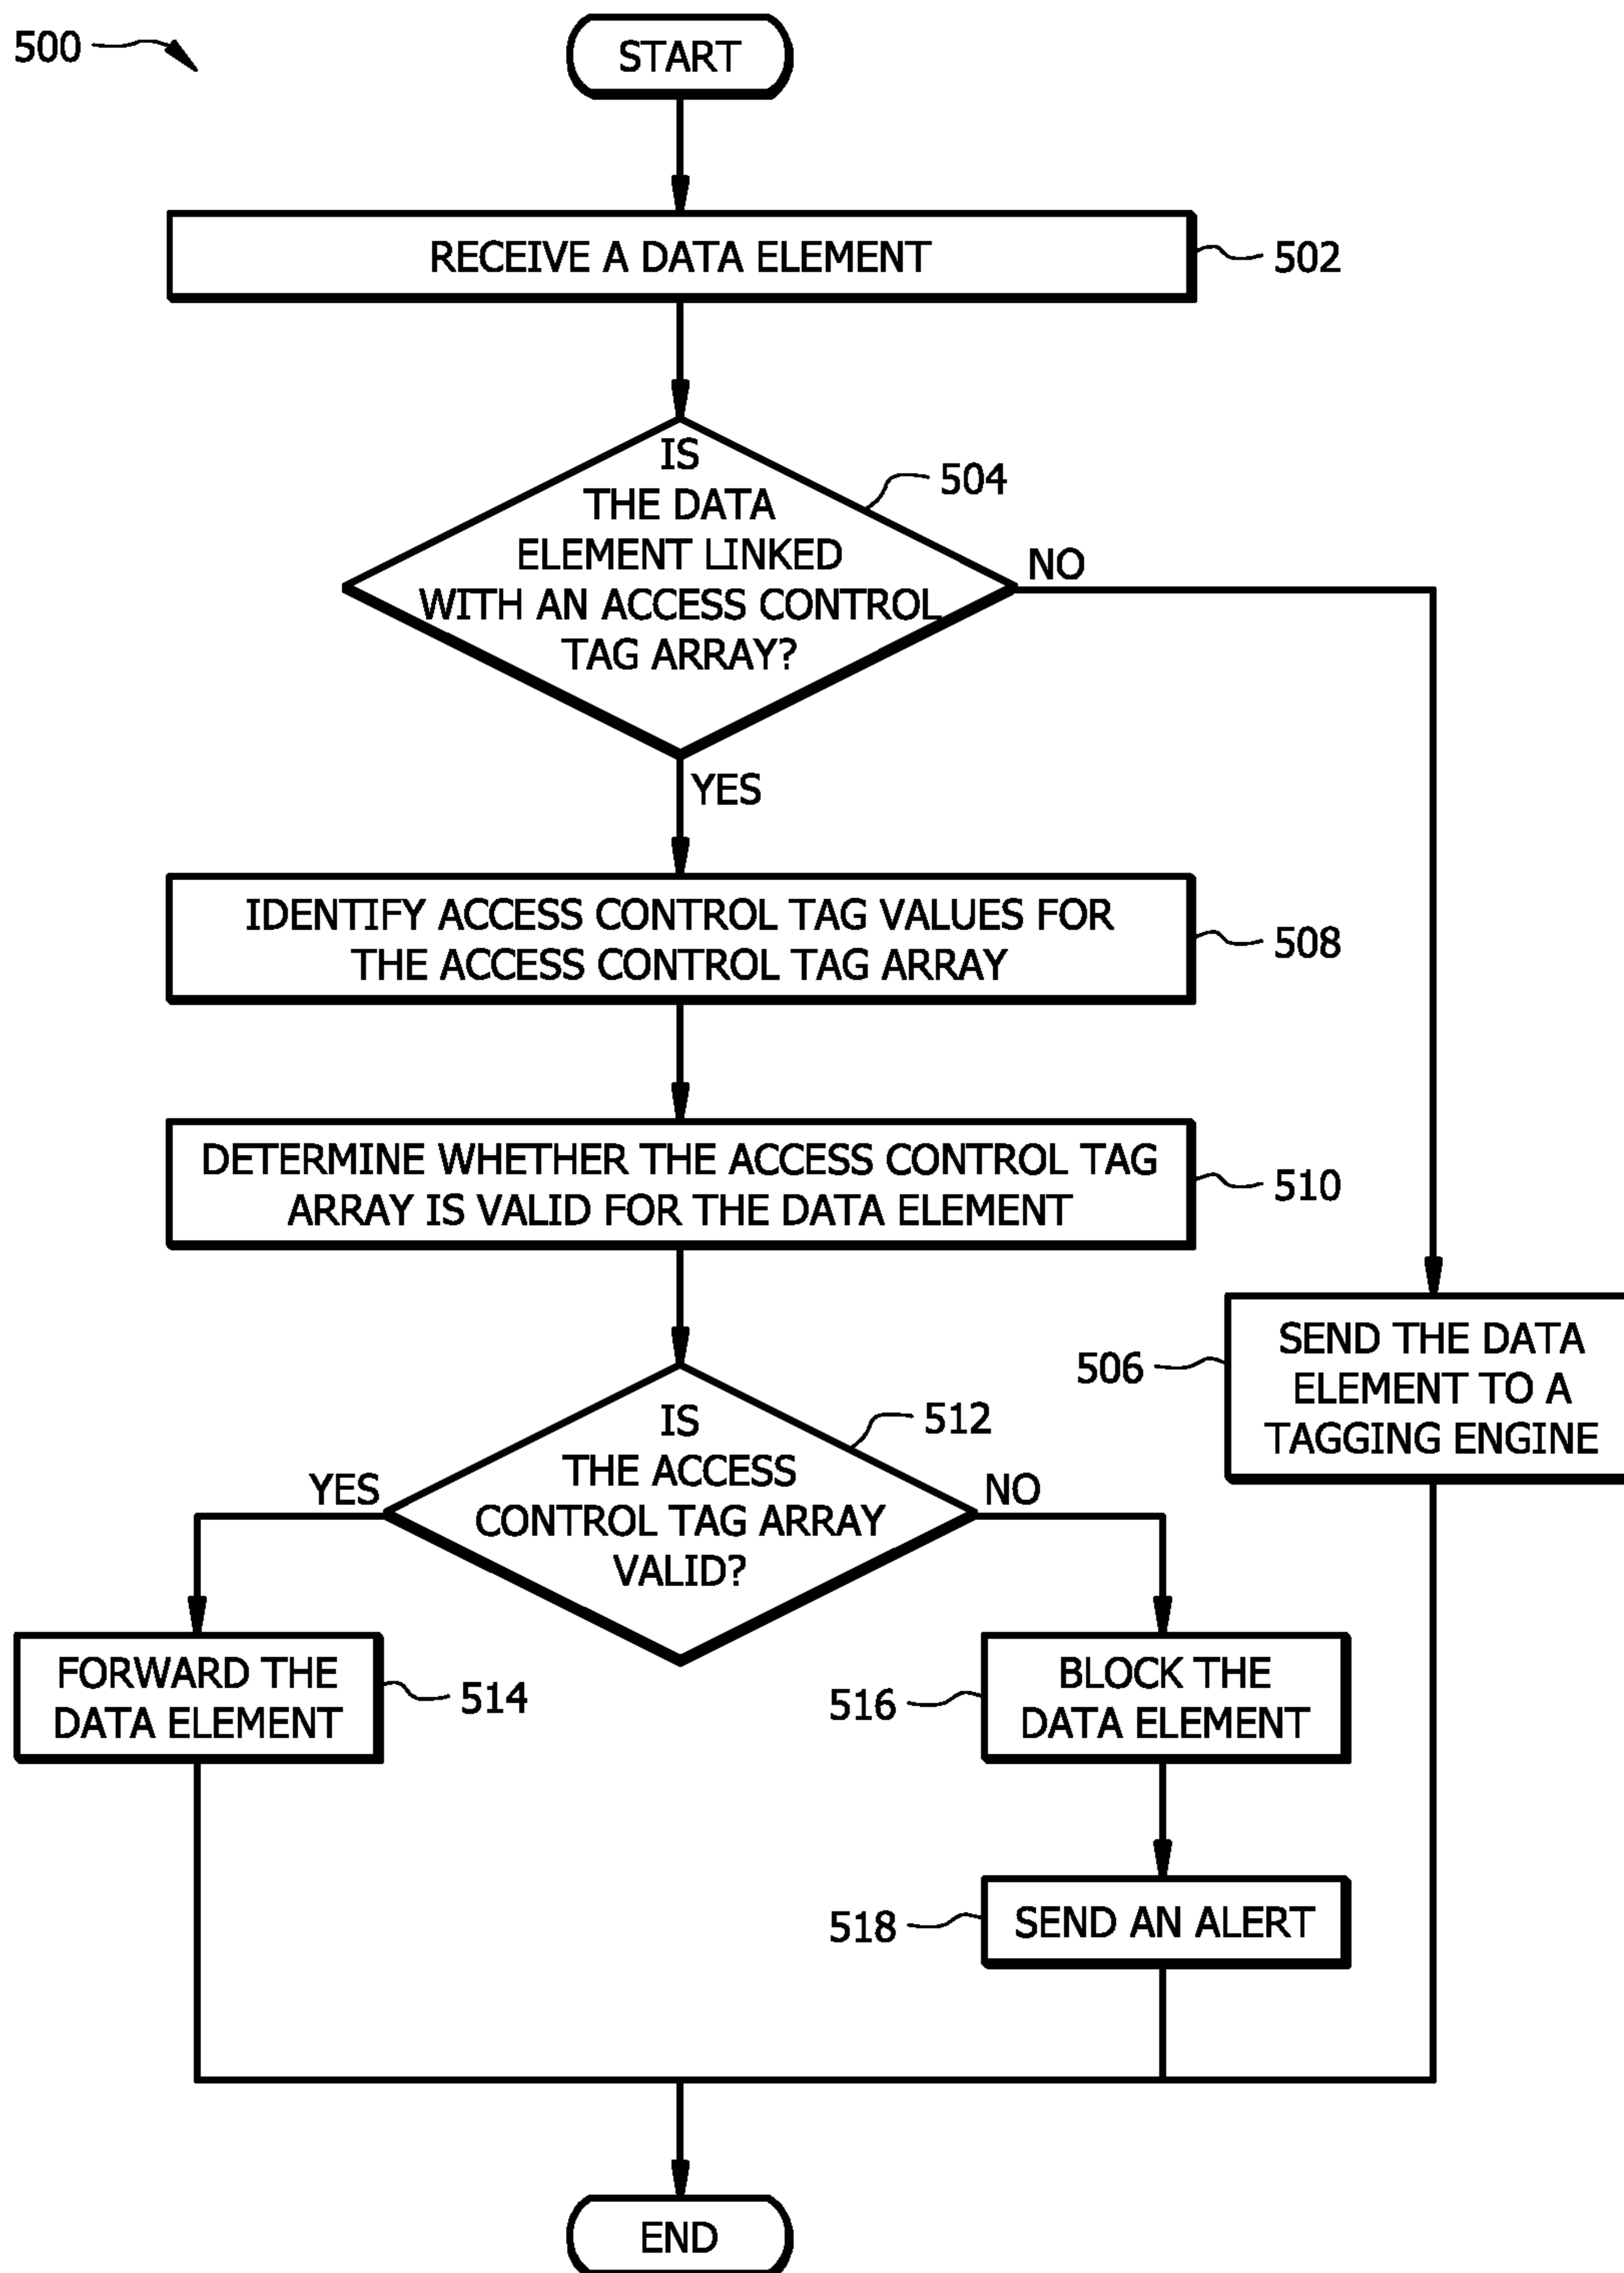 500
START
RECEIVE A DATA ELEMENT
502
IS
THE DATA
ELEMENT LINKED
WITH AN ACCESS CONTROL
TAG ARRAY?
504
NO
YES
IDENTIFY ACCESS CONTROL TAG VALUES FOR
THE ACCESS CONTROL TAG ARRAY
508
DETERMINE WHETHER THE ACCESS CONTROL TAG
ARRAY IS VALID FOR THE DATA ELEMENT
510
506
SEND THE DATA
ELEMENT TO A
TAGGING ENGINE
IS
THE ACCESS
CONTROL TAG ARRAY
VALID?
512
YES
NO
FORWARD THE
DATA ELEMENT
514
516
BLOCK THE
DATA ELEMENT
518
SEND AN ALERT
END